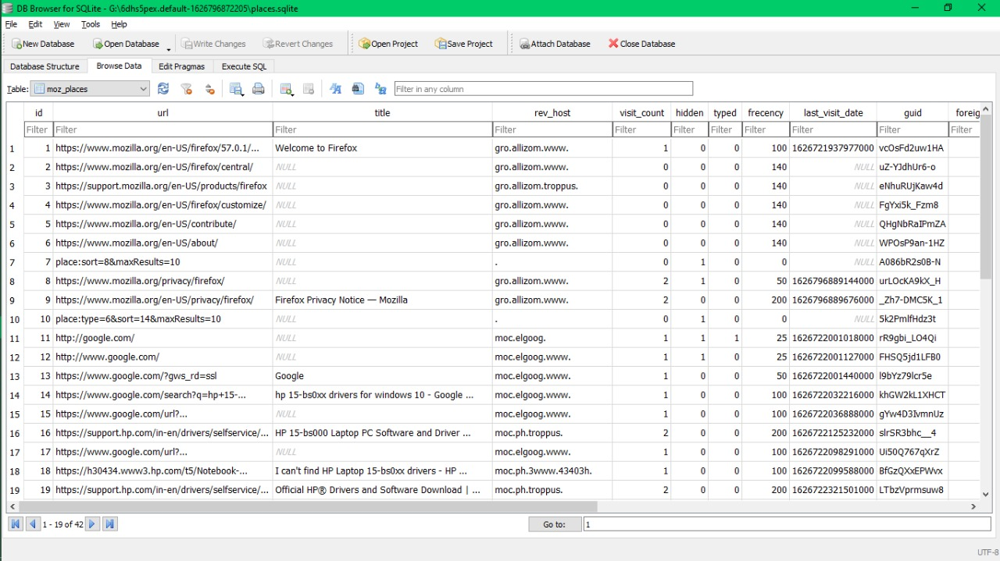 DB Browser for SQLite - G:\6dhs5pex.default-1626796872205\places.sqlite
File Edit View Tools Help
New Database Open Database Write Changes Revert Changes Open Project Save Project Attach Database Close Database
Database Structure Browse Data Edit Pragmas Execute SQL
Table: moz_places Filter in any column
id url title rev_host visit_count hidden typed frecency last_visit_date guid foreig
Filter Filter Filter Filter Filter Filter Filter Filter Filter Filter Filter
1 1 https://www.mozilla.org/en-US/firefox/57.0.1/... Welcome to Firefox gro.allizom.www. 1 0 0 100 1626721937977000 vcOsFd2uw1HA
2 2 https://www.mozilla.org/en-US/firefox/central/ NULL gro.allizom.www. 0 0 0 140 NULL uZ-YJdhUr6-o
3 3 https://support.mozilla.org/en-US/products/firefox NULL gro.allizom.troppus. 0 0 0 140 NULL eNhuRUjKaw4d
4 4 https://www.mozilla.org/en-US/firefox/customize/ NULL gro.allizom.www. 0 0 0 140 NULL FgYxi5k_Fzm8
5 5 https://www.mozilla.org/en-US/contribute/ NULL gro.allizom.www. 0 0 0 140 NULL QHgNbRaIPmZA
6 6 https://www.mozilla.org/en-US/about/ NULL gro.allizom.www. 0 0 0 140 NULL WPOsP9an-1HZ
7 7 place:sort=8&maxResults=10 . 0 1 0 0 NULL A086bR2s0B-N
8 8 https://www.mozilla.org/privacy/firefox/ NULL gro.allizom.www. 2 1 0 50 1626796889144000 urLOcKA9kX_H
9 9 https://www.mozilla.org/en-US/privacy/firefox/ Firefox Privacy Notice — Mozilla gro.allizom.www. 2 0 0 200 1626796889676000 _Zh7-DMC5K_1
10 10 place:type=6&sort=14&maxResults=10 NULL . 0 1 0 0 NULL 5k2PmlfHdz3t
11 11 http://google.com/ NULL moc.elgoog. 1 1 1 25 1626722001018000 rR9gbi_LO4Qi
12 12 http://www.google.com/ NULL moc.elgoog.www. 1 1 0 25 1626722001127000 FHSQ5jd1LFB0
13 13 https://www.google.com/?gws_rd=ssl Google moc.elgoog.www. 1 0 0 50 1626722001440000 l9bYz79lcr5e
14 14 https://www.google.com/search?q=hp+15-... hp 15-bs0xx drivers for windows 10 - Google ... moc.elgoog.www. 1 0 0 100 1626722032216000 khGW2kL1XHCT
15 15 https://www.google.com/url?... NULL moc.elgoog.www. 1 0 0 100 1626722036888000 gYw4D3IvmnUz
16 16 https://support.hp.com/in-en/drivers/selfservice/... HP 15-bs000 Laptop PC Software and Driver ... moc.ph.troppus. 2 0 0 200 1626722125232000 slrSR3bhc__4
17 17 https://www.google.com/url?... NULL moc.elgoog.www. 1 0 0 100 1626722098291000 Ui50Q767qXrZ
18 18 https://h30434.www3.hp.com/t5/Notebook-... I can't find HP Laptop 15-bs0xx drivers - HP ... moc.ph.3www.43403h. 1 0 0 100 1626722099588000 BfGzQXxEPWvx
19 19 https://support.hp.com/in-en/drivers/selfservice/... Official HP® Drivers and Software Download | ... moc.ph.troppus. 2 0 0 200 1626722321501000 LTbzVprmsuw8
1 - 19 of 42 Go to: 1
UTF-8